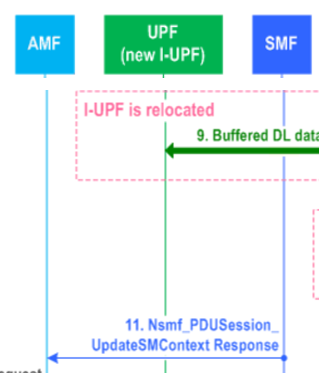 AMF
UPF
(new I-UPF)
SMF
I-UPF is relocated
9. Buffered DL data
11. Nsmf_PDUSession_
UpdateSMContext Response